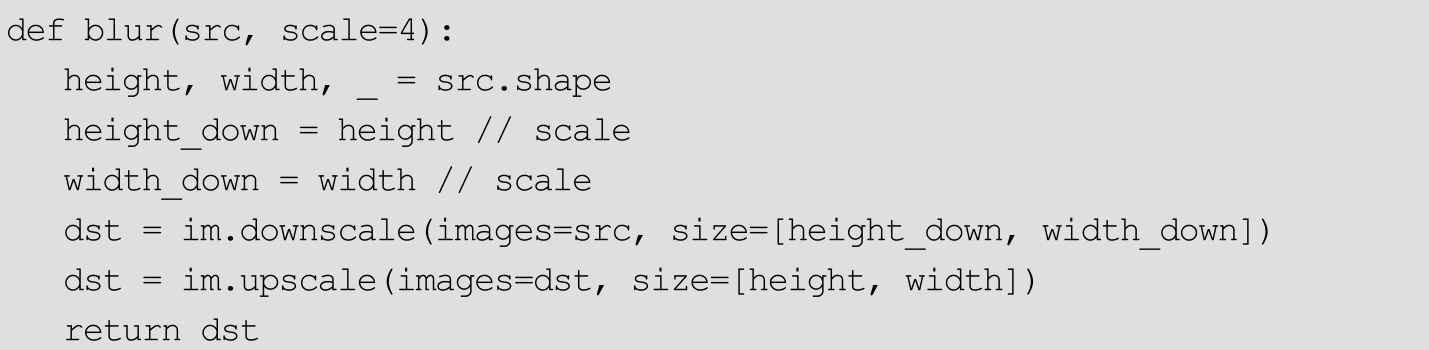 def blur(src, scale=4):
   height, width, _ = src.shape
   height_down = height // scale
   width_down = width // scale
   dst = im.downscale(images=src, size=[height_down, width_down])
   dst = im.upscale(images=dst, size=[height, width])
   return dst